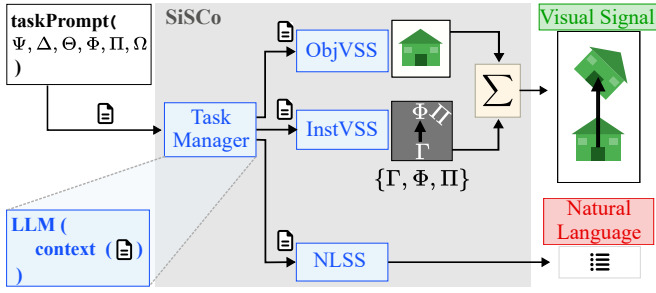 taskPrompt(
Ψ, Δ, Θ, Φ, Π, Ω
)
SiSCo
Task
Manager
LLM (
context ( )
)
ObjVSS
InstVSS
NLSS
Φ Π
Γ
{Γ, Φ, Π}
Σ
Visual Signal
Natural
Language